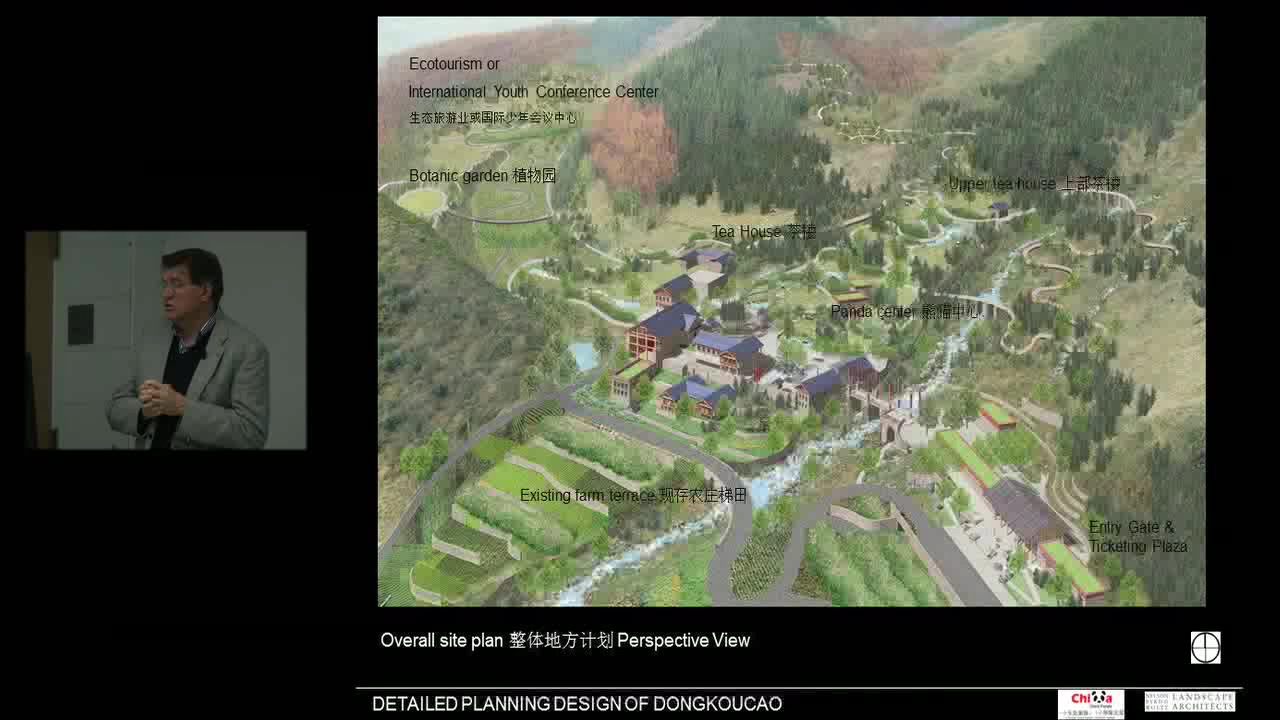 Ecotourism or
International Youth Conference Center
生态旅游业或国际少年会议中心
Botanic garden 植物园
Upper tea house 上部茶楼
Tea House 茶楼
Panda center 熊猫中心
Existing farm terrace 现存农庄梯田
Entry Gate &
Ticketing Plaza
Overall site plan 整体地方计划 Perspective View
DETAILED PLANNING DESIGN OF DONGKOUCAO
LANDSCAPE
ARCHITECTS